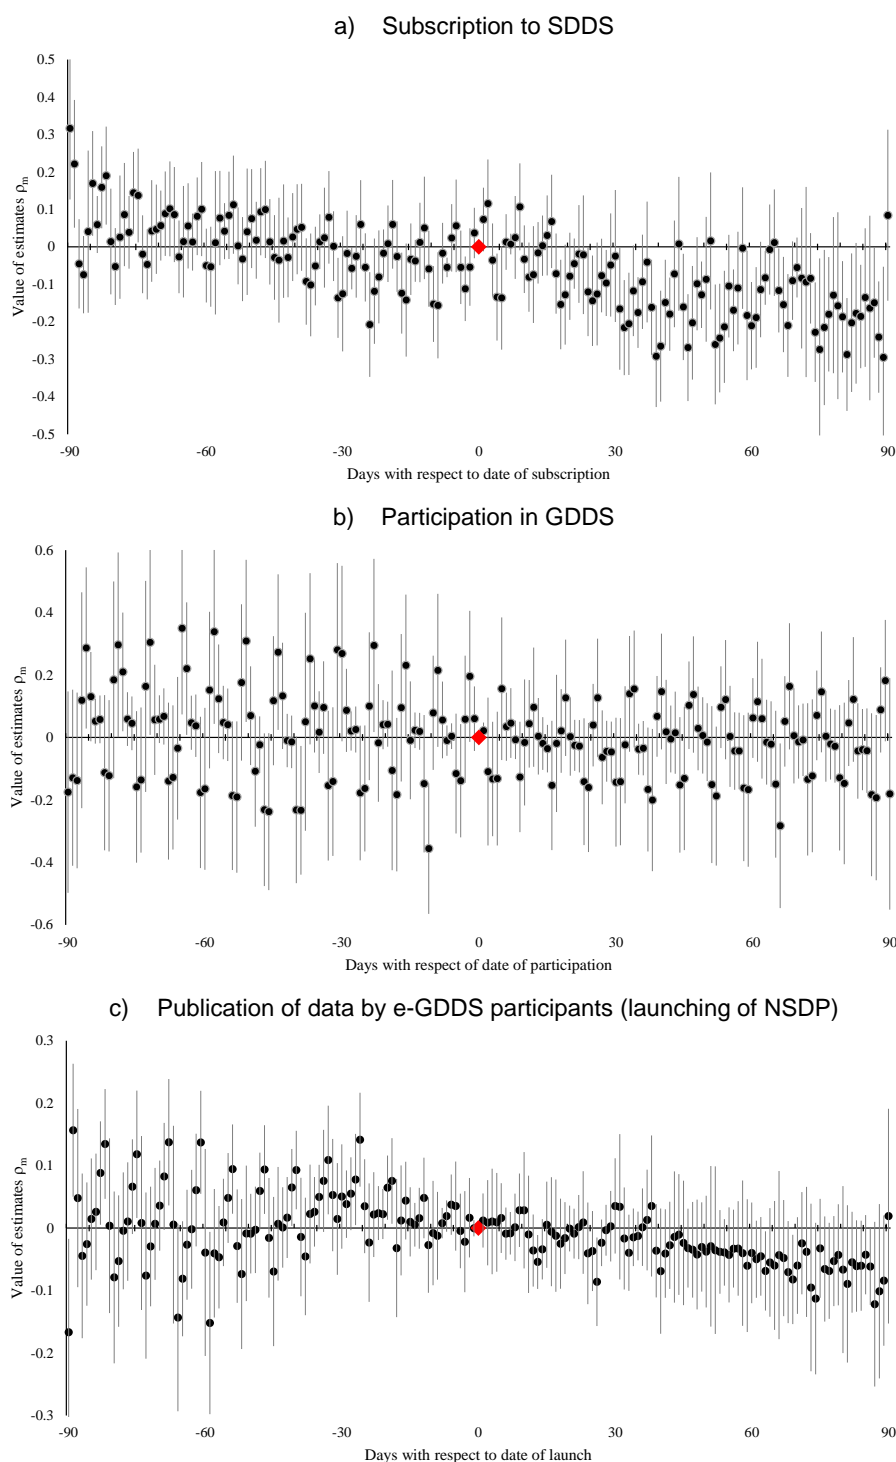 a) Subscription to SDDS
0.5
0.4
0.3
0.2
0.1
0
-0.1
-0.2
-0.3
-0.4
-0.5
Value of estimates ρm
-90 -60 -30 0 30 60 90
Days with respect to date of subscription
b) Participation in GDDS
0.6
0.4
0.2
0
-0.2
-0.4
-0.6
Value of estimates ρm
-90 -60 -30 0 30 60 90
Days with respect of date of participation
c) Publication of data by e-GDDS participants (launching of NSDP)
0.3
0.2
0.1
0
-0.1
-0.2
-0.3
Value of estimates ρm
-90 -60 -30 0 30 60 90
Days with respect to date of launch